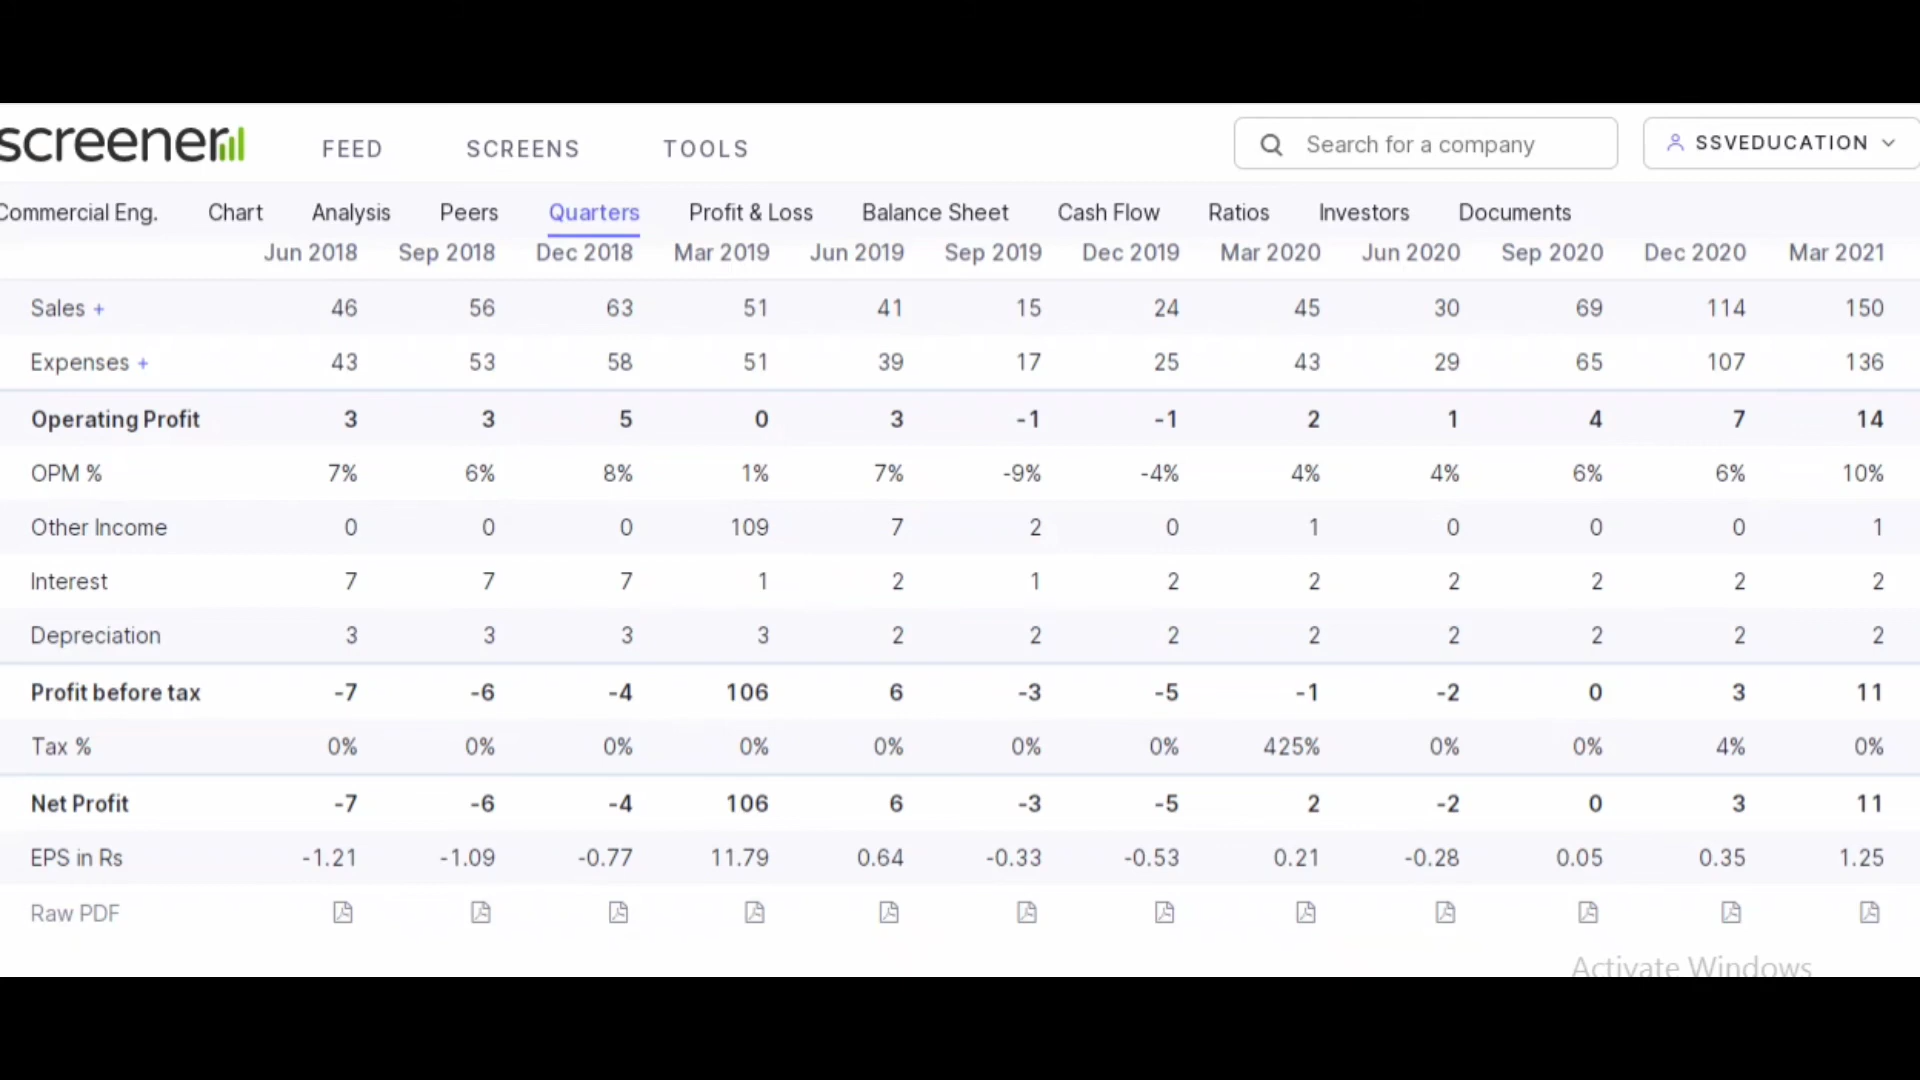 screener FEED SCREENS TOOLS Search for a company SSVEDUCATION
Commercial Eng. Chart Analysis Peers Quarters Profit & Loss Balance Sheet Cash Flow Ratios Investors Documents
Jun 2018 Sep 2018 Dec 2018 Mar 2019 Jun 2019 Sep 2019 Dec 2019 Mar 2020 Jun 2020 Sep 2020 Dec 2020 Mar 2021
Sales + 46 56 63 51 41 15 24 45 30 69 114 150
Expenses + 43 53 58 51 39 17 25 43 29 65 107 136
Operating Profit 3 3 5 0 3 -1 -1 2 1 4 7 14
OPM % 7% 6% 8% 1% 7% -9% -4% 4% 4% 6% 6% 10%
Other Income 0 0 0 109 7 2 0 1 0 0 0 1
Interest 7 7 7 1 2 1 2 2 2 2 2 2
Depreciation 3 3 3 3 2 2 2 2 2 2 2 2
Profit before tax -7 -6 -4 106 6 -3 -5 -1 -2 0 3 11
Tax % 0% 0% 0% 0% 0% 0% 0% 425% 0% 0% 4% 0%
Net Profit -7 -6 -4 106 6 -3 -5 2 -2 0 3 11
EPS in Rs -1.21 -1.09 -0.77 11.79 0.64 -0.33 -0.53 0.21 -0.28 0.05 0.35 1.25
Raw PDF
Activate Windows